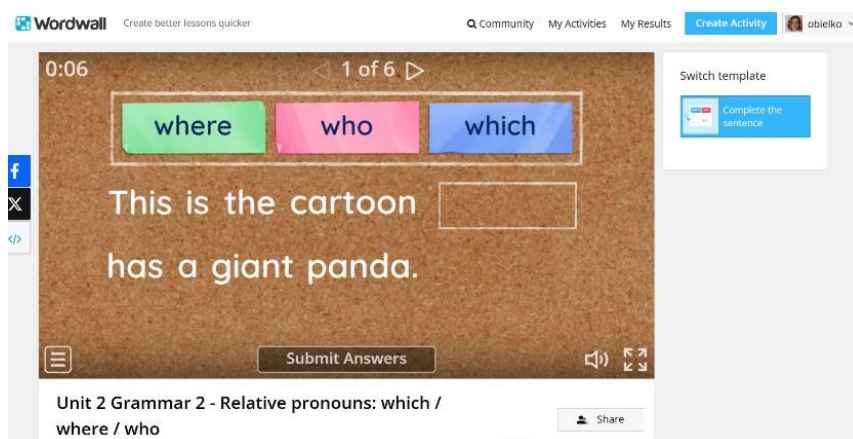 Wordwall Create better lessons quicker Community My Activities My Results Create Activity obielko
0:06 1 of 6
Switch template
Complete the
sentence
where who which
This is the cartoon
has a giant panda.
Submit Answers
Unit 2 Grammar 2 - Relative pronouns: which /
where / who
Share